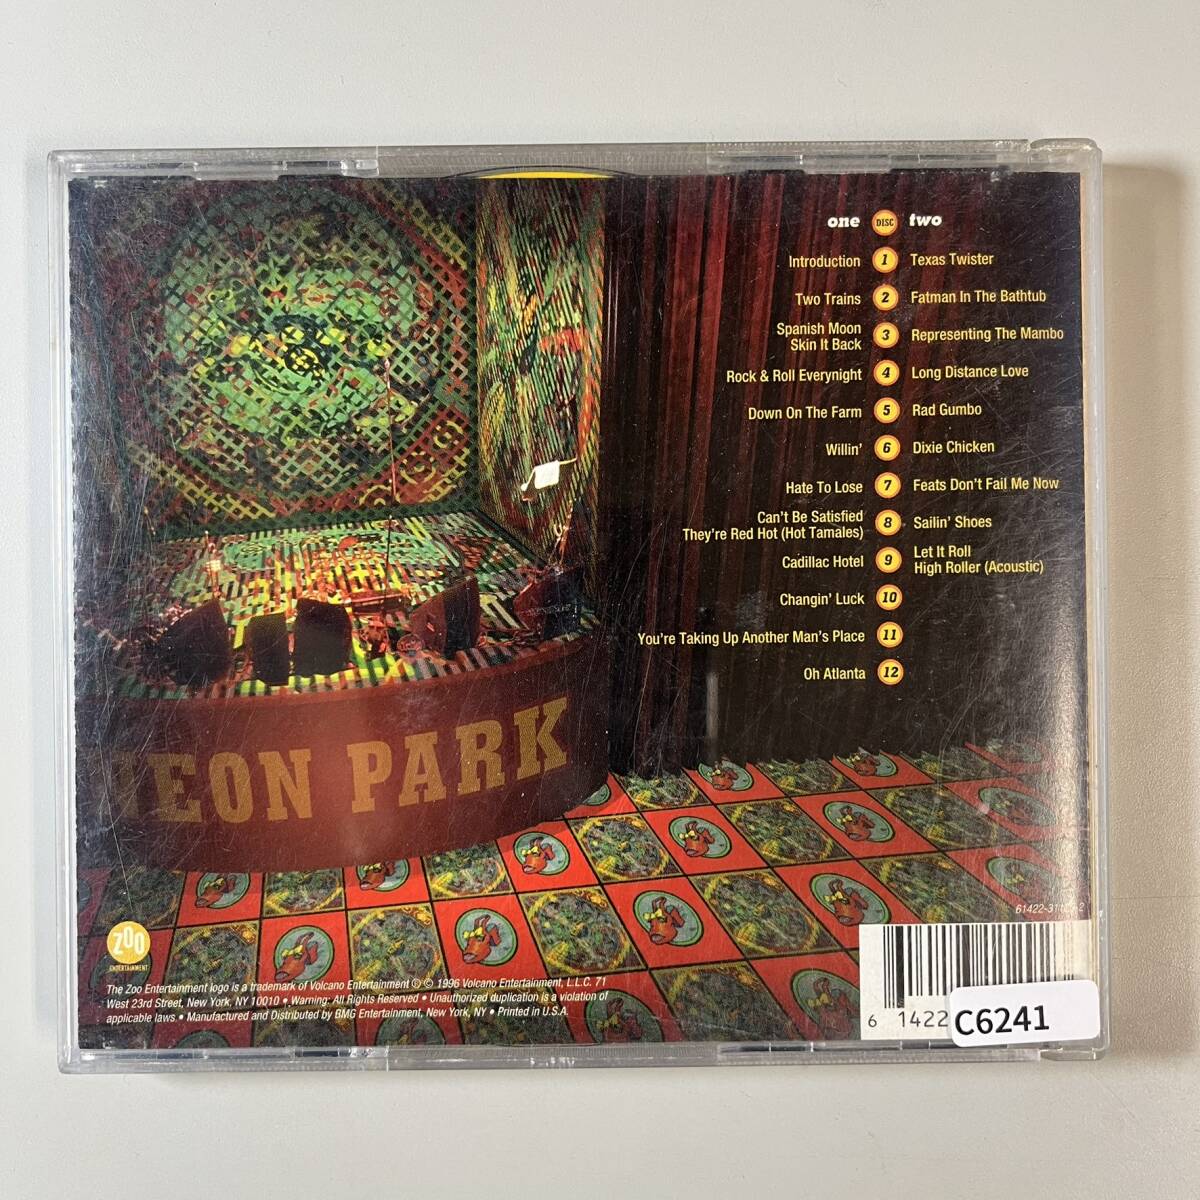 one DISC two
Introduction 1 Texas Twister
Two Trains 2 Fatman In The Bathtub
Spanish Moon
Skin It Back 3 Representing The Mambo
Rock & Roll Everynight 4 Long Distance Love
Down On The Farm 5 Rad Gumbo
Willin' 6 Dixie Chicken
Hate To Lose 7 Feats Don't Fail Me Now
Can't Be Satisfied
They're Red Hot (Hot Tamales) 8 Sailin' Shoes
Cadillac Hotel 9 Let It Roll
High Roller (Acoustic)
Changin' Luck 10
You're Taking Up Another Man's Place 11
Oh Atlanta 12
NEON PARK
ZOO
ENTERTAINMENT
The Zoo Entertainment logo is a trademark of Volcano Entertainment ℗ © 1996 Volcano Entertainment, L.L.C. 71
West 23rd Street, New York, NY 10010 • Warning: All Rights Reserved • Unauthorized duplication is a violation of
applicable laws. • Manufactured and Distributed by BMG Entertainment, New York, NY • Printed in U.S.A.
6 1422
C6241